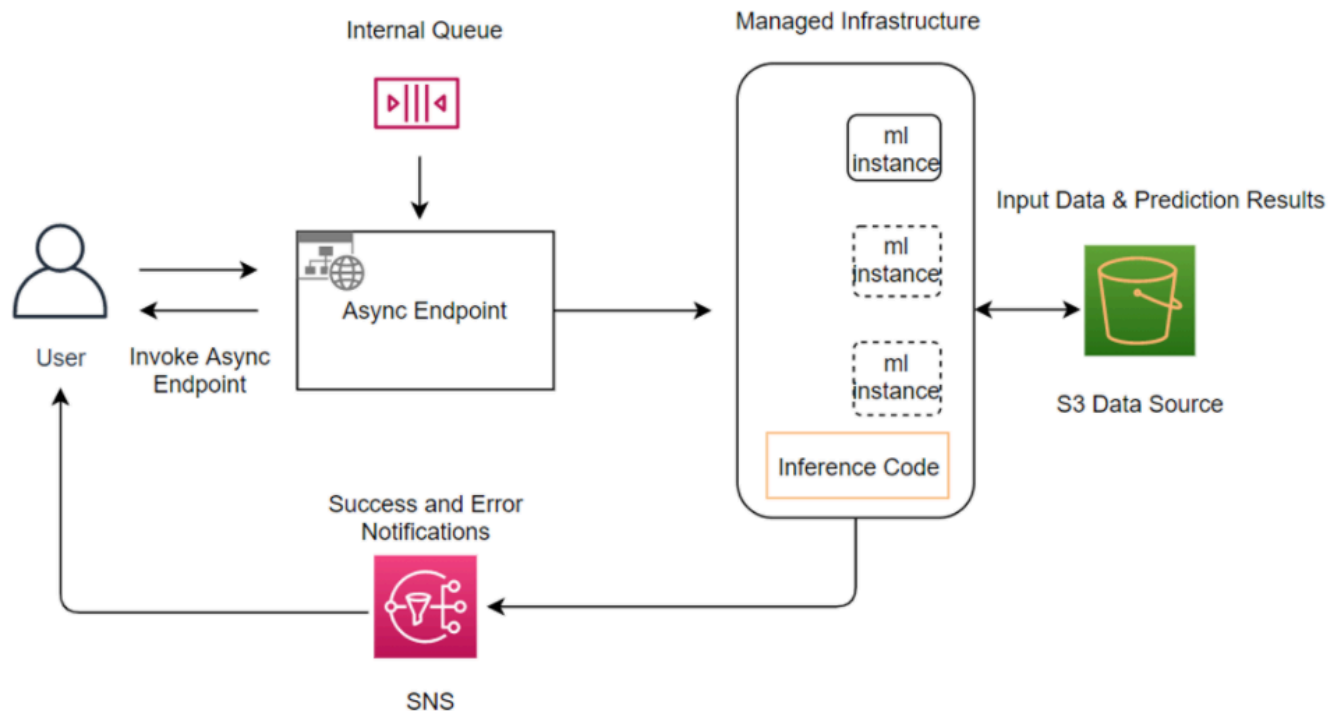 Internal Queue
Managed Infrastructure
ml
instance
Input Data & Prediction Results
ml
instance
Async Endpoint
User
Invoke Async
Endpoint
ml
instance
S3 Data Source
Inference Code
Success and Error
Notifications
SNS